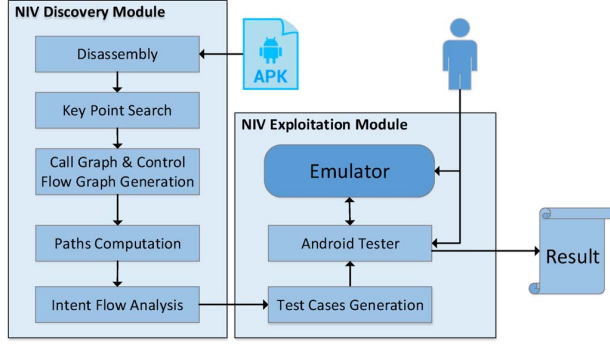 NIV Discovery Module
Disassembly
APK
Key Point Search
Call Graph & Control
Flow Graph Generation
Paths Computation
Intent Flow Analysis
NIV Exploitation Module
Emulator
Android Tester
Test Cases Generation
Result